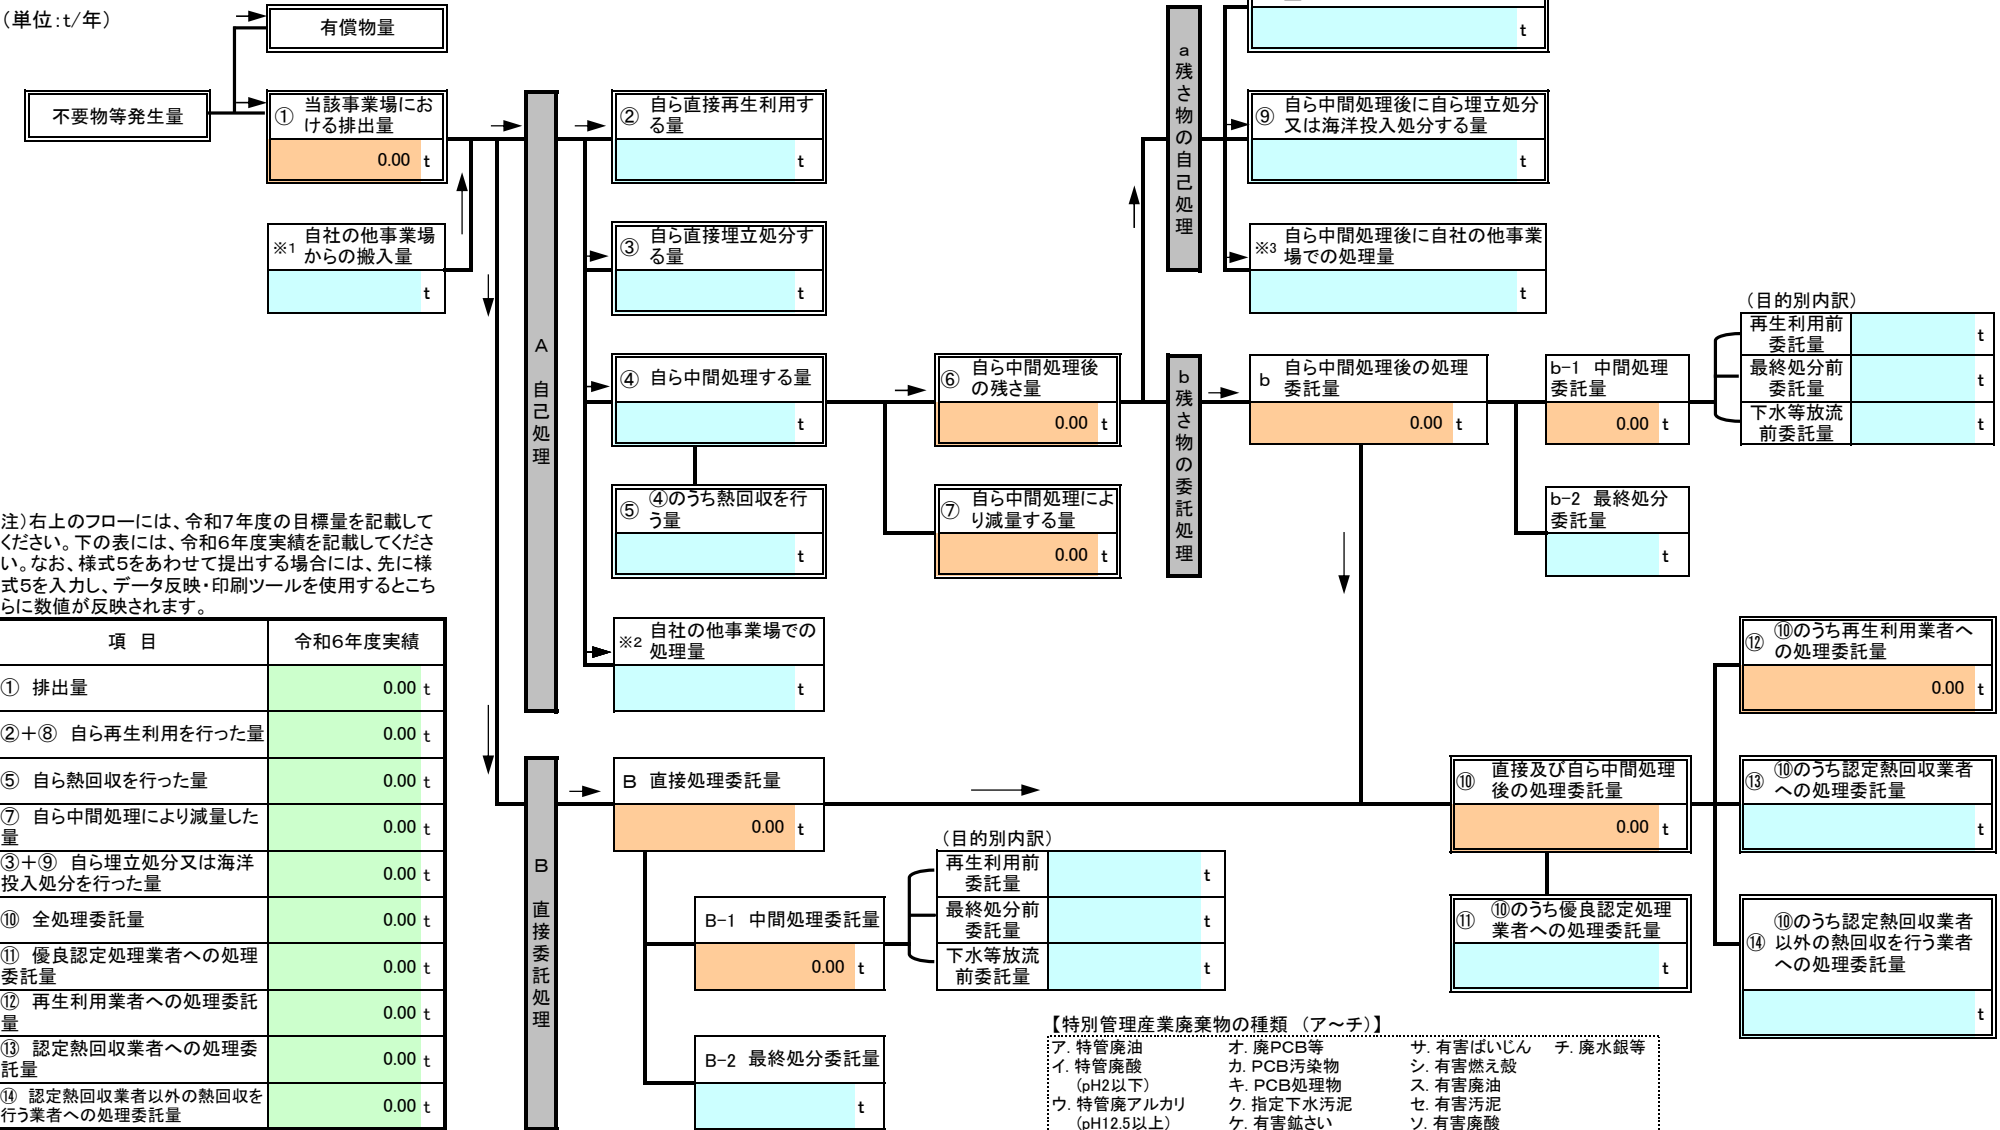 （単位：t/年）
有償物量
不要物等発生量
① 当該事業場にお
ける排出量
0.00 t
※1 自社の他事業場
からの搬入量
t
A 自己処理
② 自ら直接再生利用す
る量
t
③ 自ら直接埋立処分す
る量
t
④ 自ら中間処理する量
t
⑤ ④のうち熱回収を行
う量
t
※2 自社の他事業場での
処理量
t
⑥ 自ら中間処理後
の残さ量
0.00 t
⑦ 自ら中間処理によ
り減量する量
0.00 t
a残さ物の自己処理
t
⑨ 自ら中間処理後に自ら埋立処分
又は海洋投入処分する量
t
※3 自ら中間処理後に自社の他事業
場での処理量
t
b残さ物の委託処理
b 自ら中間処理後の処理
委託量
0.00 t
b-1 中間処理
委託量
0.00 t
b-2 最終処分
委託量
t
（目的別内訳）
再生利用前
委託量
t
最終処分前
委託量
t
下水等放流
前委託量
t
注）右上のフローには、令和7年度の目標量を記載して
ください。下の表には、令和6年度実績を記載してくださ
い。なお、様式5をあわせて提出する場合には、先に様
式5を入力し、データ反映・印刷ツールを使用するとこち
らに数値が反映されます。
項 目 令和6年度実績
① 排出量 0.00 t
②＋⑧ 自ら再生利用を行った量 0.00 t
⑤ 自ら熱回収を行った量 0.00 t
⑦ 自ら中間処理により減量した
量 0.00 t
③＋⑨ 自ら埋立処分又は海洋
投入処分を行った量 0.00 t
⑩ 全処理委託量 0.00 t
⑪ 優良認定処理業者への処理
委託量 0.00 t
⑫ 再生利用業者への処理委託
量 0.00 t
⑬ 認定熱回収業者への処理委
託量 0.00 t
⑭ 認定熱回収業者以外の熱回収を
行う業者への処理委託量 0.00 t
B 直接委託処理
B 直接処理委託量
0.00 t
B-1 中間処理委託量
0.00 t
B-2 最終処分委託量
t
（目的別内訳）
再生利用前
委託量
t
最終処分前
委託量
t
下水等放流
前委託量
t
⑩ 直接及び自ら中間処理
後の処理委託量
0.00 t
⑪ ⑩のうち優良認定処理
業者への処理委託量
t
⑫ ⑩のうち再生利用業者へ
の処理委託量
0.00 t
⑬ ⑩のうち認定熱回収業者
への処理委託量
t
⑭ ⑩のうち認定熱回収業者
以外の熱回収を行う業者
への処理委託量
t
【特別管理産業廃棄物の種類 （ア～チ）】
ア. 特管廃油 オ. 廃PCB等 サ. 有害ばいじん チ. 廃水銀等
イ. 特管廃酸 カ. PCB汚染物 シ. 有害燃え殻
（pH2以下） キ. PCB処理物 ス. 有害廃油
ウ. 特管廃アルカリ ク. 指定下水汚泥 セ. 有害汚泥
（pH12.5以上） ケ. 有害鉱さい ソ. 有害廃酸